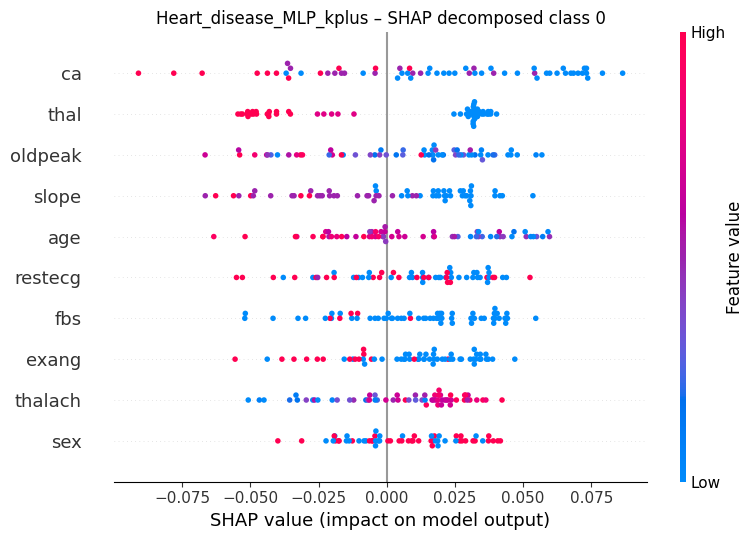 Heart_disease_MLP_kplus – SHAP decomposed class 0
High
ca
thal
oldpeak
slope
age
restecg
fbs
exang
thalach
sex
Feature value
Low
−0.075 −0.050 −0.025 0.000 0.025 0.050 0.075
SHAP value (impact on model output)